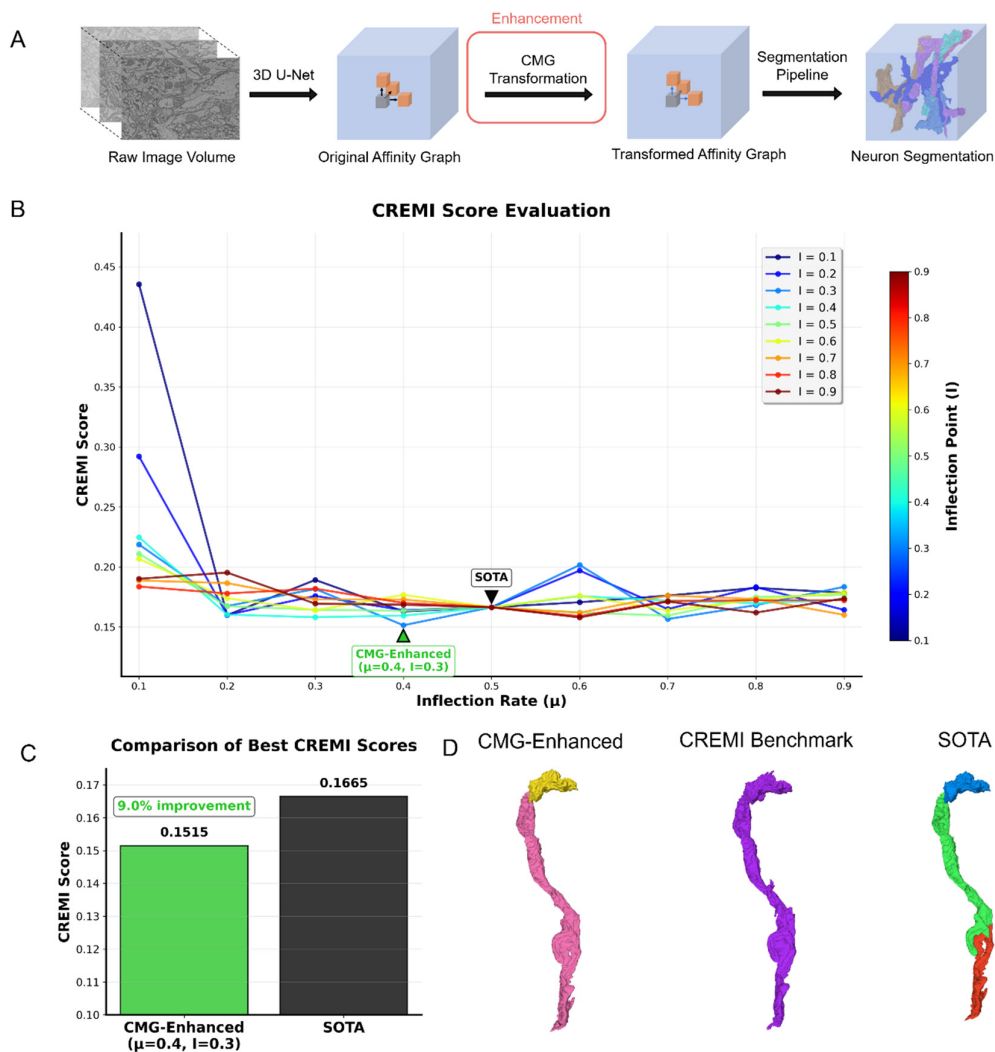 A
Enhancement
3D U-Net
CMG
Transformation
Segmentation
Pipeline
Raw Image Volume
Original Affinity Graph
Transformed Affinity Graph
Neuron Segmentation
B
CREMI Score Evaluation
CREMI Score
0.45
0.40
0.35
0.30
0.25
0.20
0.15
0.1
0.2
0.3
0.4
0.5
0.6
0.7
0.8
0.9
Inflection Rate (μ)
SOTA
CMG-Enhanced
(μ=0.4, I=0.3)
I = 0.1
I = 0.2
I = 0.3
I = 0.4
I = 0.5
I = 0.6
I = 0.7
I = 0.8
I = 0.9
0.9
0.8
0.7
0.6
0.5
0.4
0.3
0.2
0.1
Inflection Point (I)
C
Comparison of Best CREMI Scores
CREMI Score
0.17
0.16
0.15
0.14
0.13
0.12
0.11
0.10
9.0% improvement
0.1515
0.1665
CMG-Enhanced
(μ=0.4, I=0.3)
SOTA
D
CMG-Enhanced
CREMI Benchmark
SOTA